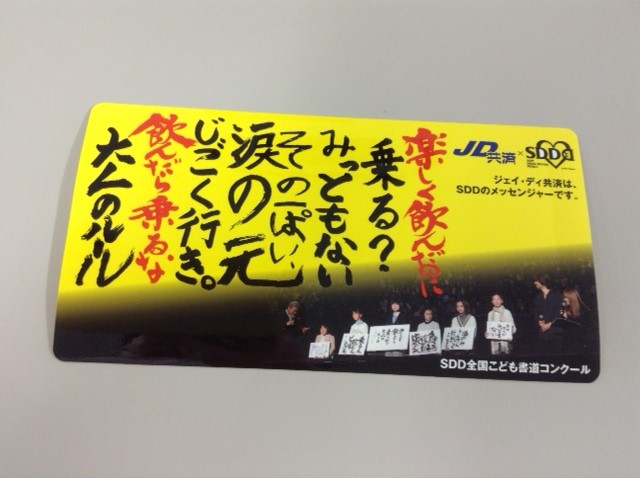 楽しく飲んだに
乗る？
みっともない
その一ぱい、
涙の元
じごく行き。
飲んだら乗るな
大人のルール
JD共済 × SDD
ジェイ・ディ共済は、
SDDのメッセンジャーです。
SDD全国こども書道コンクール